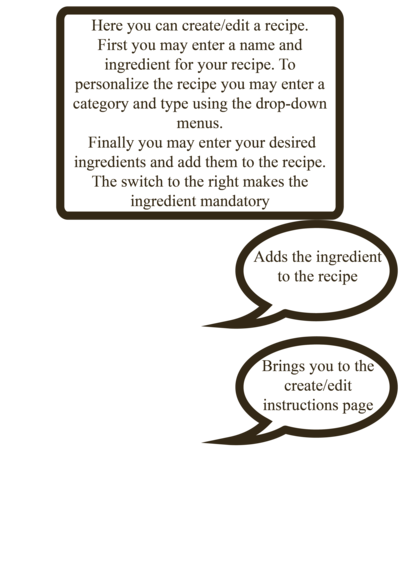 Here you can create/edit a recipe.
First you may enter a name and
ingredient for your recipe. To
personalize the recipe you may enter a
category and type using the drop-down
menus.
Finally you may enter your desired
ingredients and add them to the recipe.
The switch to the right makes the
ingredient mandatory
Adds the ingredient
to the recipe
Brings you to the
create/edit
instructions page